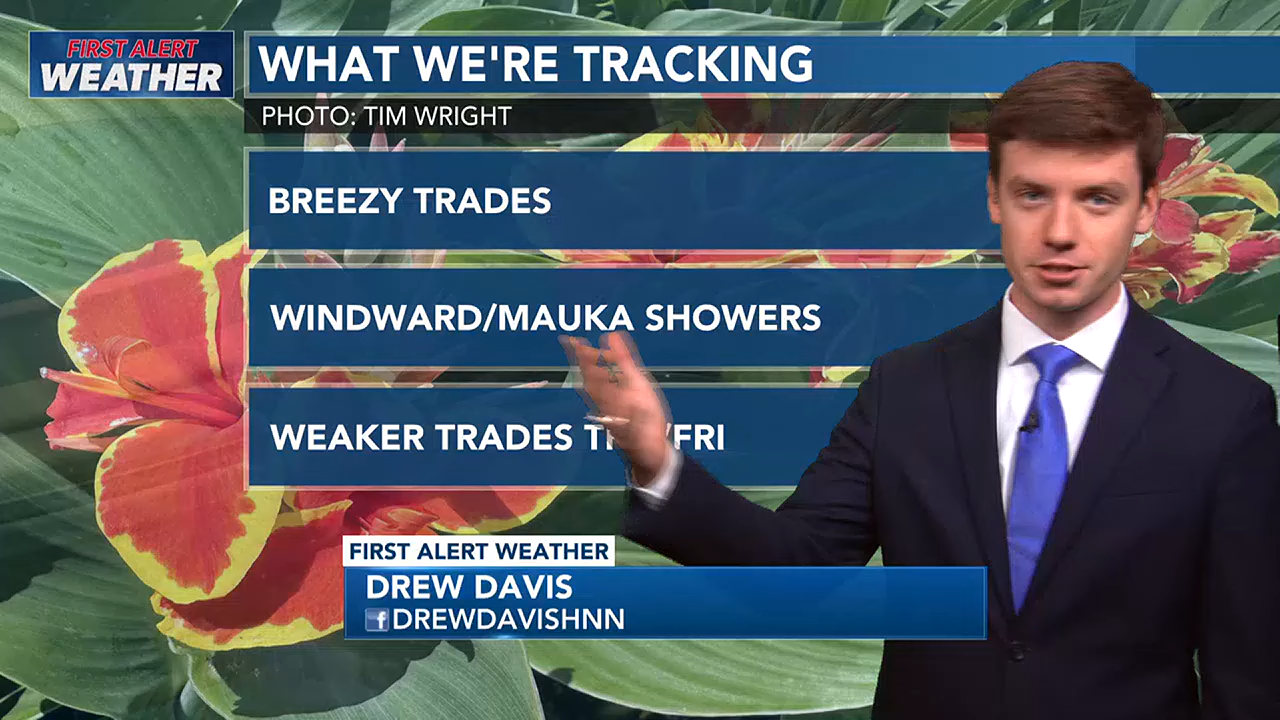 FIRST ALERT
WEATHER
WHAT WE'RE TRACKING
PHOTO: TIM WRIGHT
BREEZY TRADES
WINDWARD/MAUKA SHOWERS
WEAKER TRADES /FRI
FIRST ALERT WEATHER
DREW DAVIS
f DREWDAVISHNN